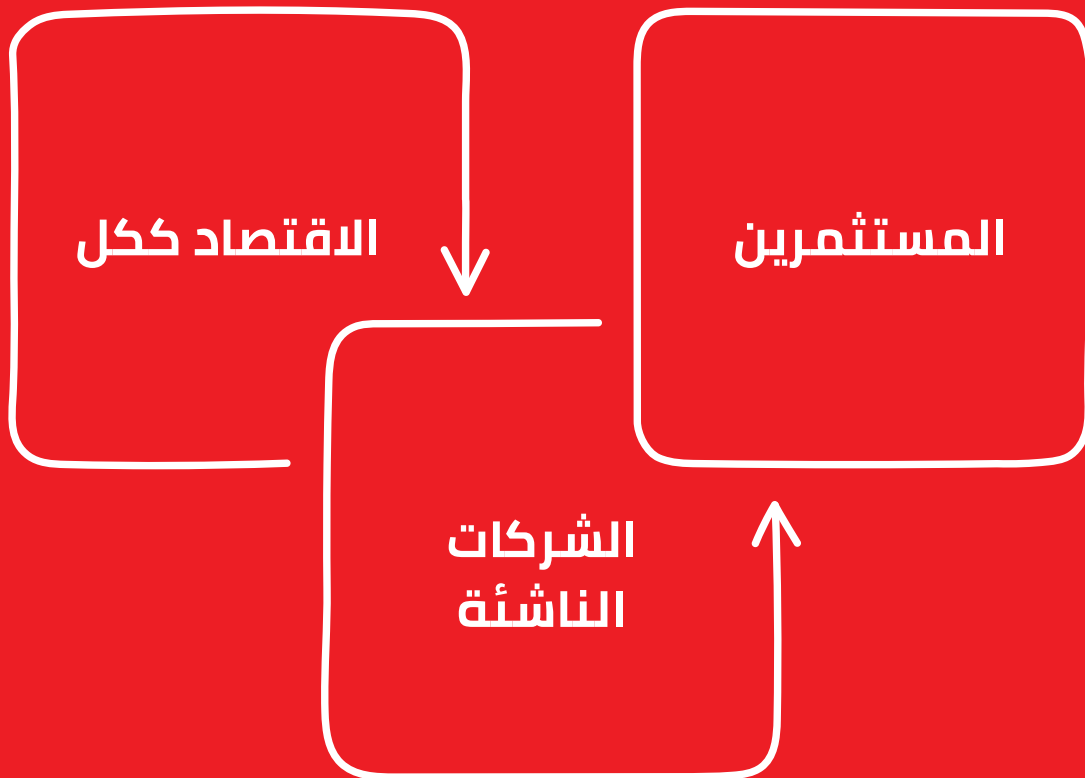 المستثمرين
الاقتصاد ككل
الشركات
الناشئة